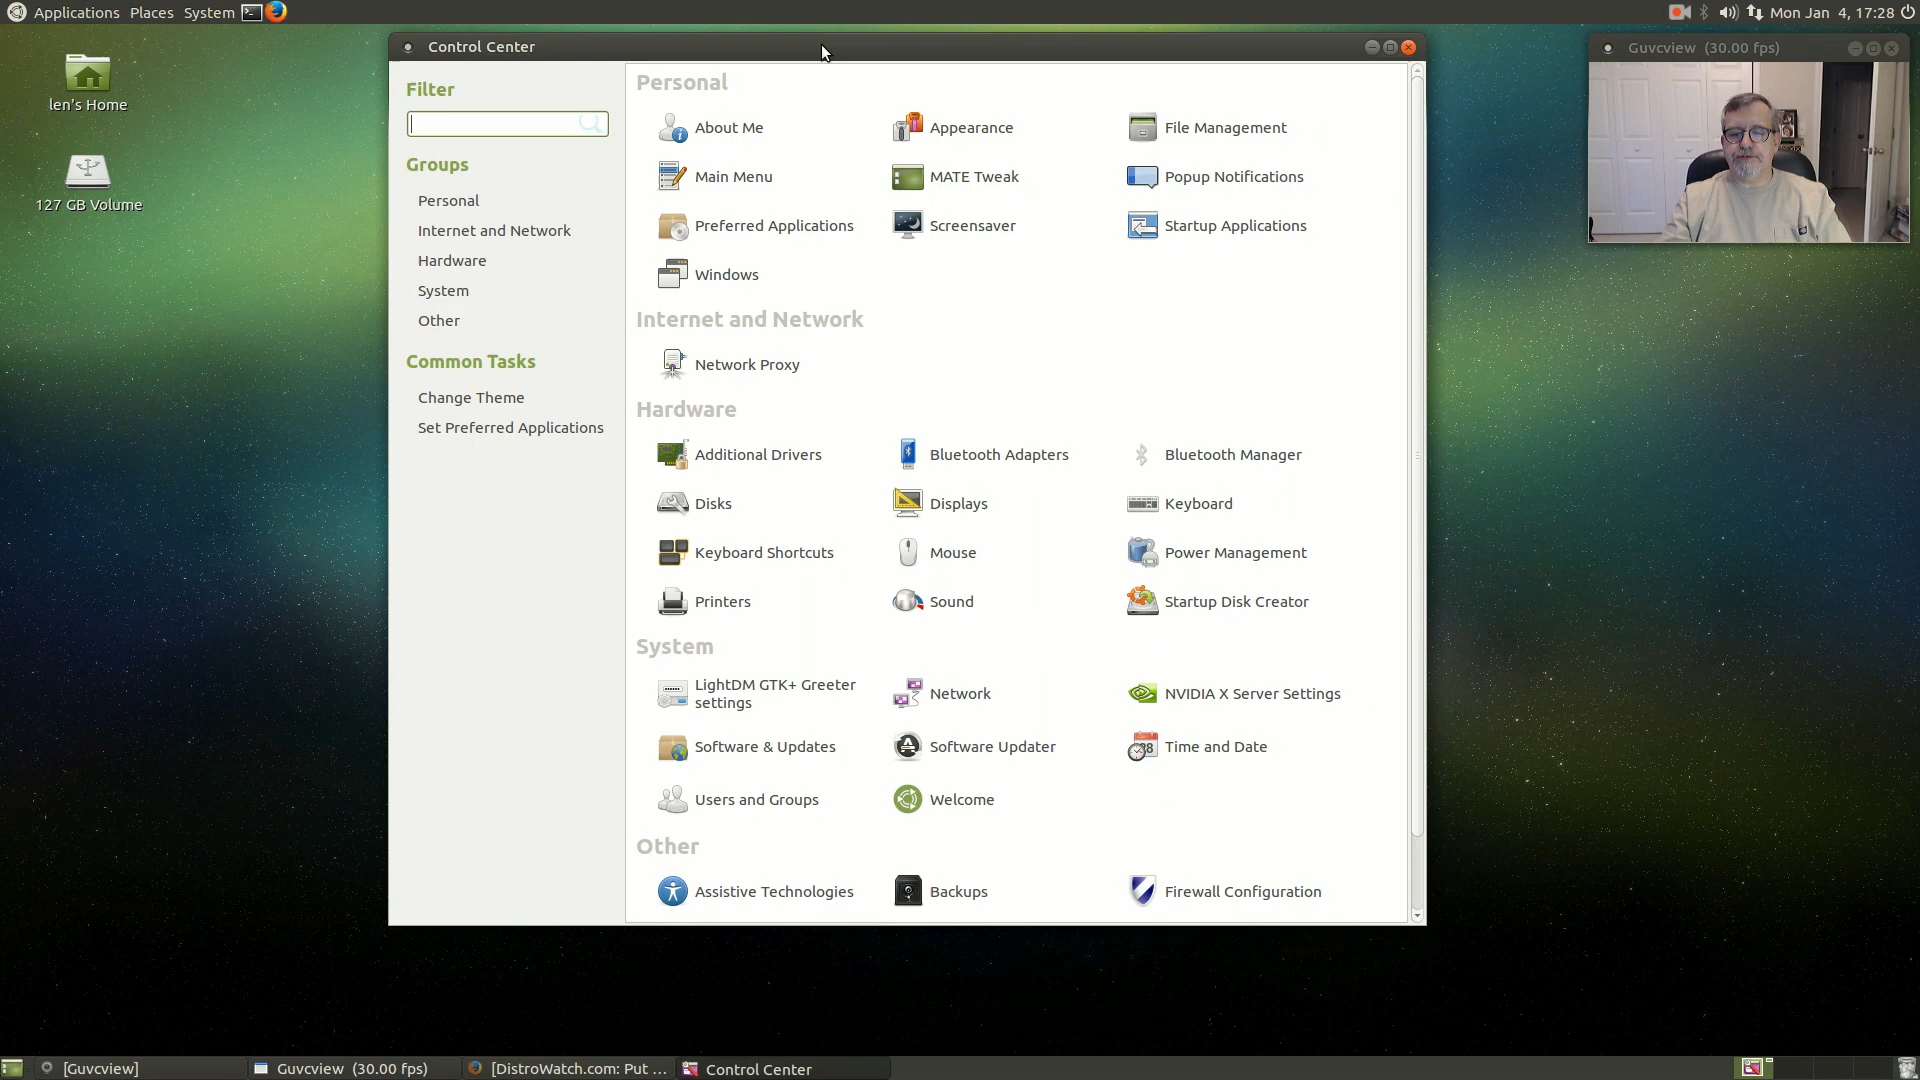 Applications Places System
Mon Jan 4, 17:28
Control Center
Guvcview (30.00 fps)
len's Home
127 GB Volume
Filter
Groups
Personal
Internet and Network
Hardware
System
Other
Common Tasks
Change Theme
Set Preferred Applications
Personal
About Me
Appearance
File Management
Main Menu
MATE Tweak
Popup Notifications
Preferred Applications
Screensaver
Startup Applications
Windows
Internet and Network
Network Proxy
Hardware
Additional Drivers
Bluetooth Adapters
Bluetooth Manager
Disks
Displays
Keyboard
Keyboard Shortcuts
Mouse
Power Management
Printers
Sound
Startup Disk Creator
System
LightDM GTK+ Greeter
settings
Network
NVIDIA X Server Settings
Software & Updates
Software Updater
Time and Date
Users and Groups
Welcome
Other
Assistive Technologies
Backups
Firewall Configuration
[Guvcview]
Guvcview (30.00 fps)
[DistroWatch.com: Put ...
Control Center